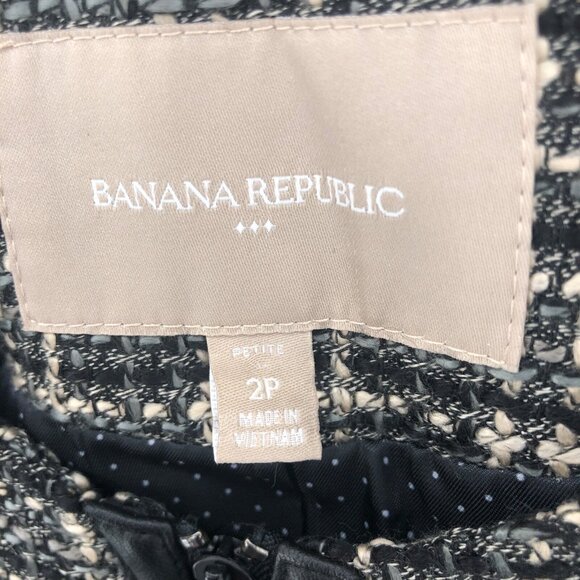 BANANA REPUBLIC
PETITE
2P
MADE IN
VIETNAM